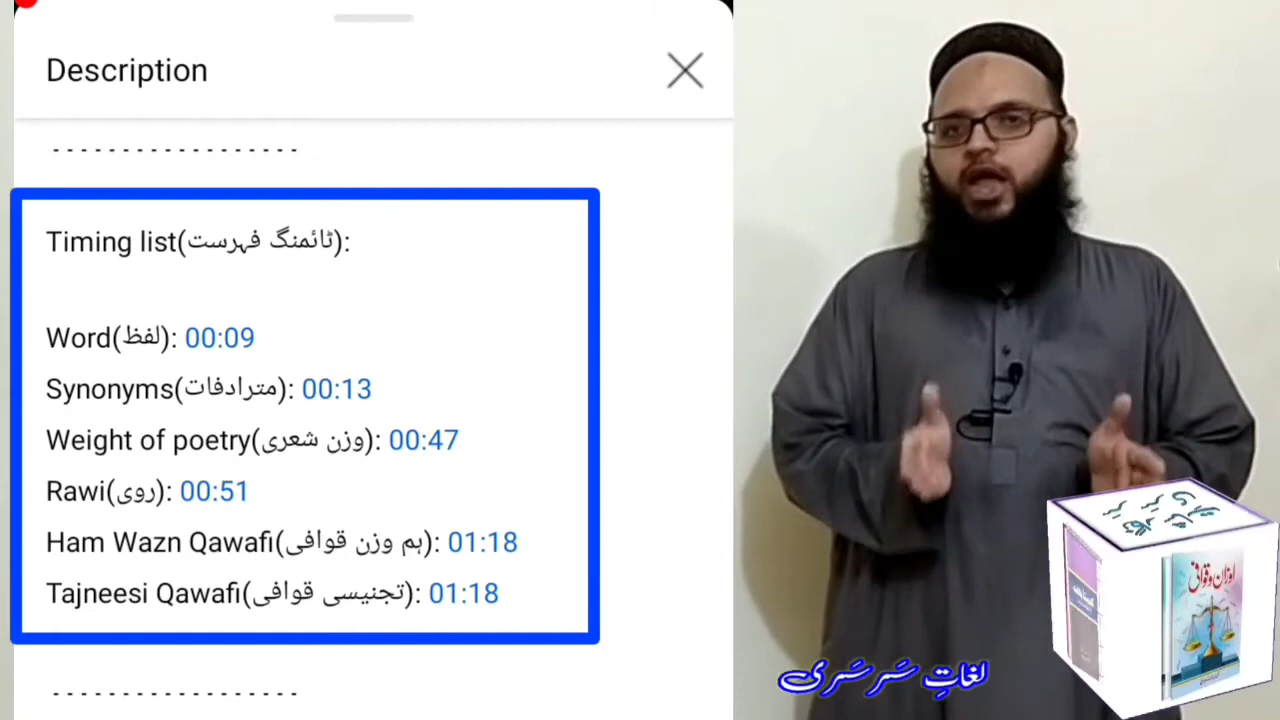 Description
------------------
Timing list(ٹائمنگ فہرست):
Word(لفظ): 00:09
Synonyms(مترادفات): 00:13
Weight of poetry(وزن شعری): 00:47
Rawi(روی): 00:51
Ham Wazn Qawafi(ہم وزن قوافی): 01:18
Tajneesi Qawafi(تجنیسی قوافی): 01:18
------------------
لغاتِ سَرسَری
اوزان و قوافی